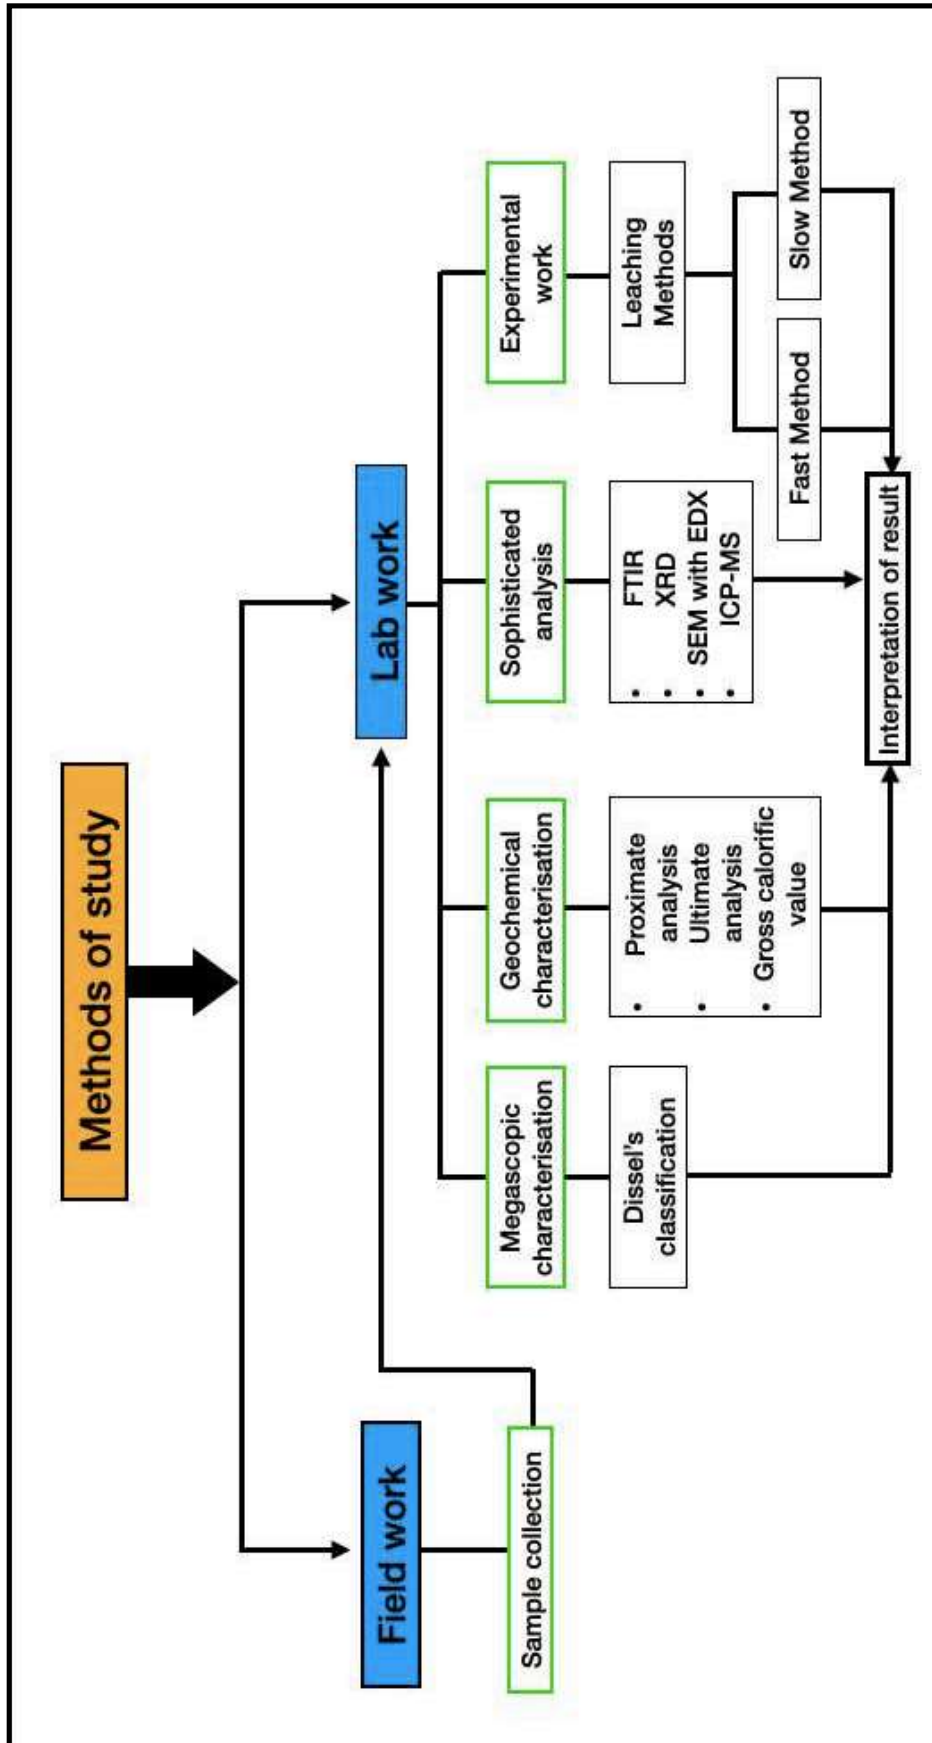 Methods of study
Field work
Lab work
Sample collection
Megascopic
characterisation
Geochemical
characterisation
Sophisticated
analysis
Experimental
work
Dissel's
classification
• Proximate
analysis
• Ultimate
analysis
• Gross calorific
value
• FTIR
• XRD
• SEM with EDX
• ICP-MS
Leaching
Methods
Fast Method
Slow Method
Interpretation of result